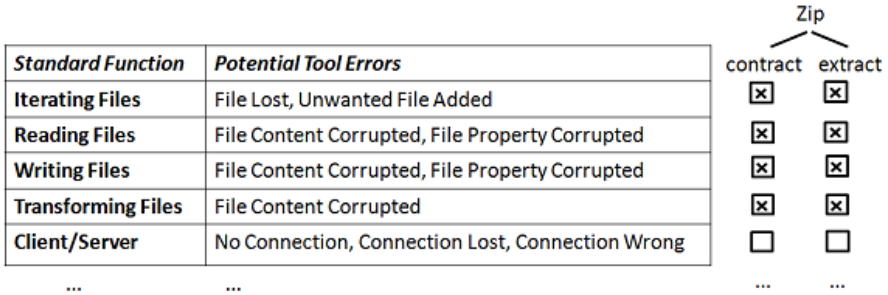 Zip
contract extract
Standard Function Potential Tool Errors
Iterating Files File Lost, Unwanted File Added
Reading Files File Content Corrupted, File Property Corrupted
Writing Files File Content Corrupted, File Property Corrupted
Transforming Files File Content Corrupted
Client/Server No Connection, Connection Lost, Connection Wrong
... ... ... ...